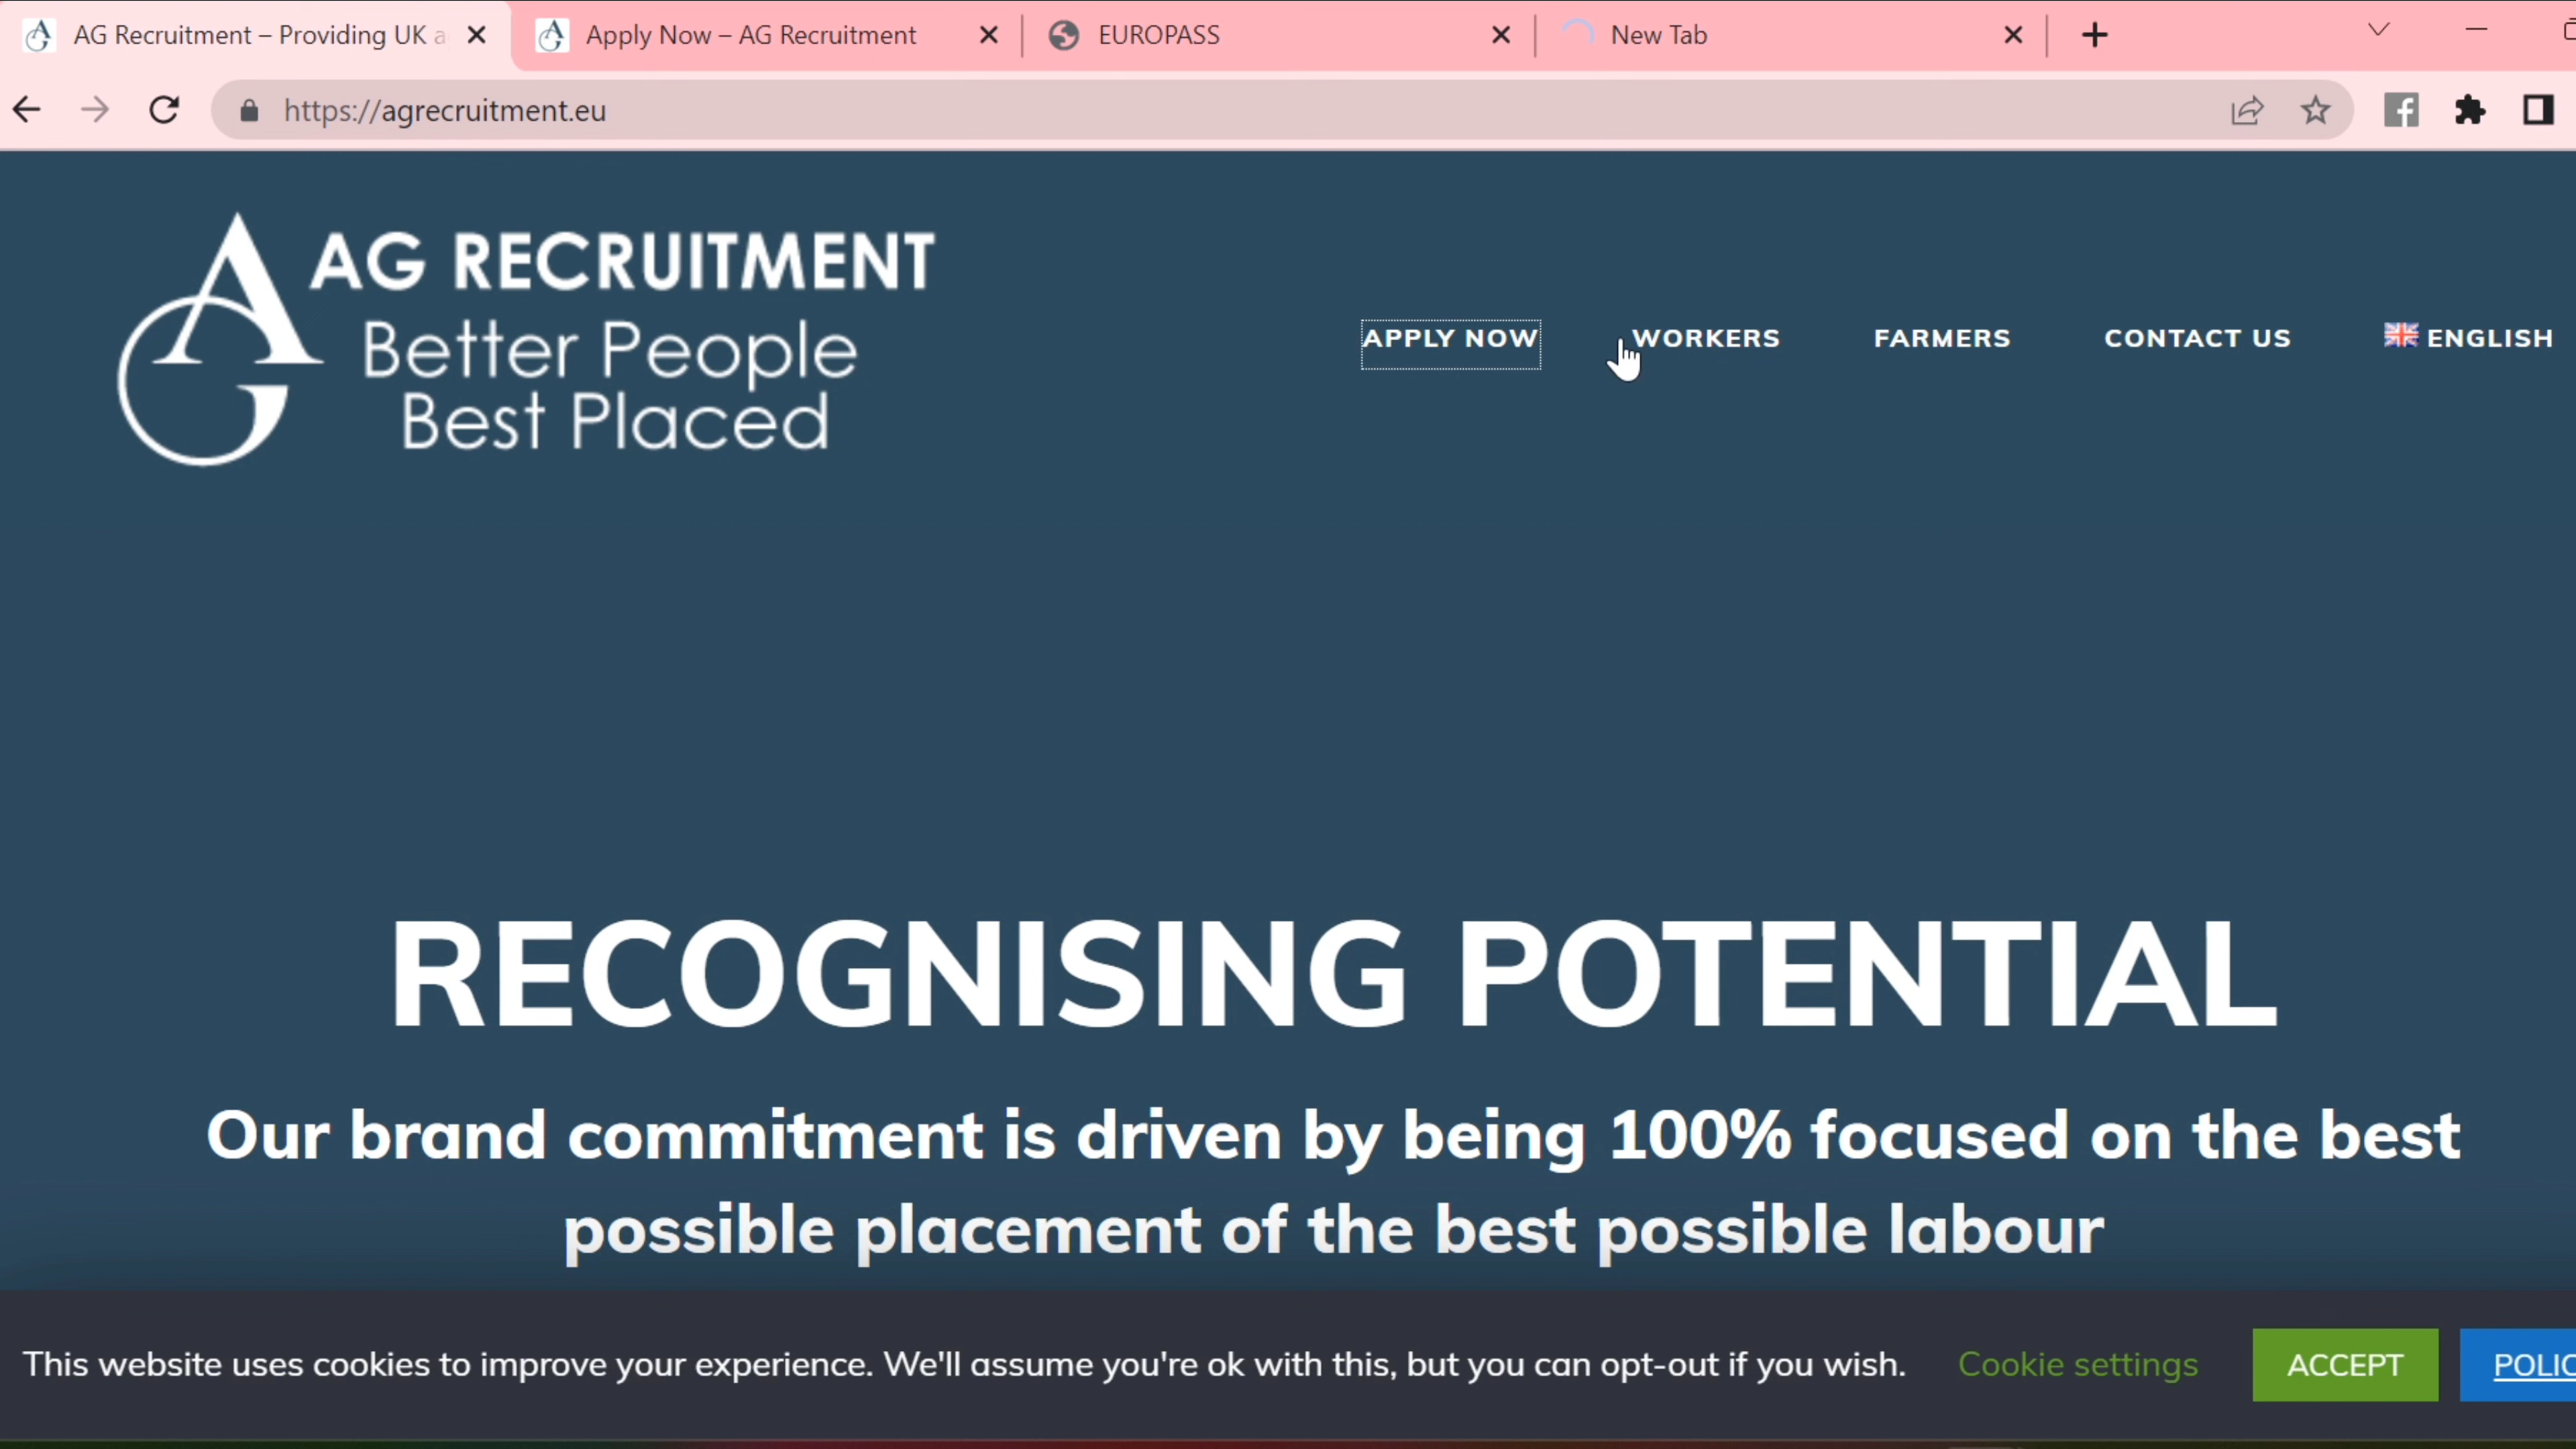 AG Recruitment – Providing UK a
Apply Now – AG Recruitment
EUROPASS
New Tab
https://agrecruitment.eu
AG RECRUITMENT
Better People
Best Placed
APPLY NOW
WORKERS
FARMERS
CONTACT US
ENGLISH
RECOGNISING POTENTIAL
Our brand commitment is driven by being 100% focused on the best
possible placement of the best possible labour
This website uses cookies to improve your experience. We'll assume you're ok with this, but you can opt-out if you wish.
Cookie settings
ACCEPT
POLIC